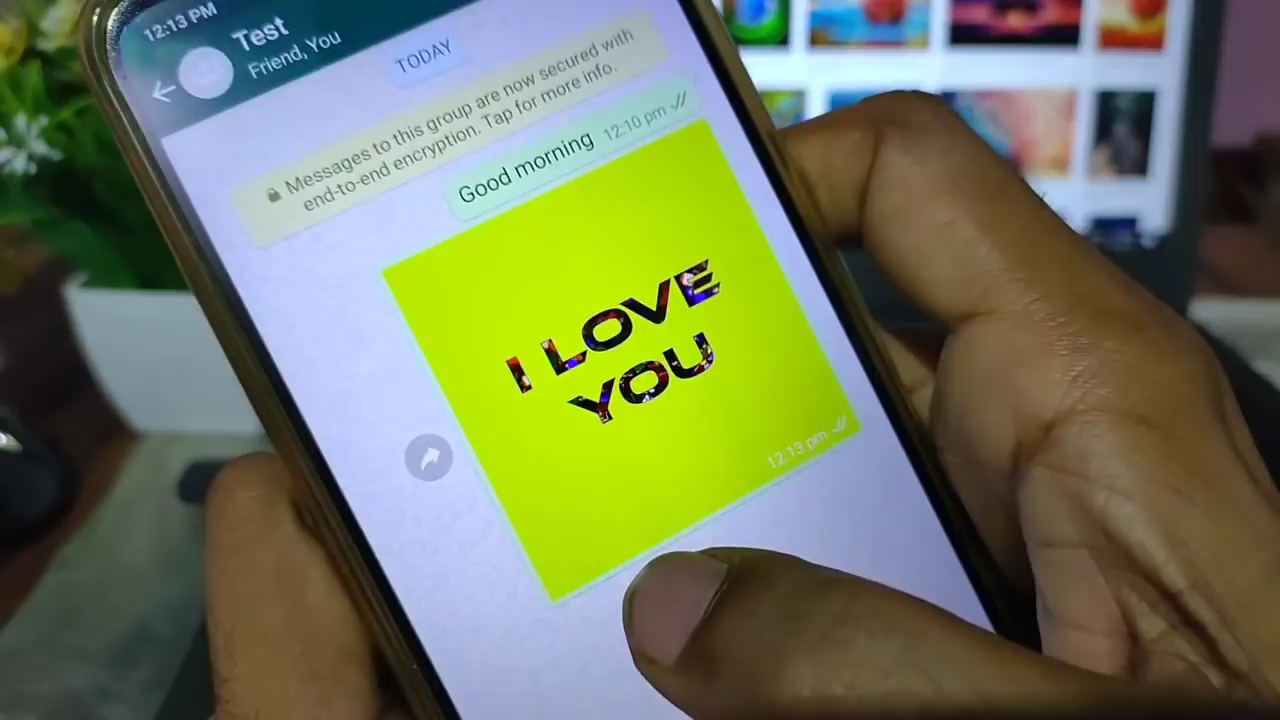 12:13 PM
Test
Friend, You
TODAY
Messages to this group are now secured with
end-to-end encryption. Tap for more info.
Good morning 12:10 pm
I LOVE
YOU
12:13 pm